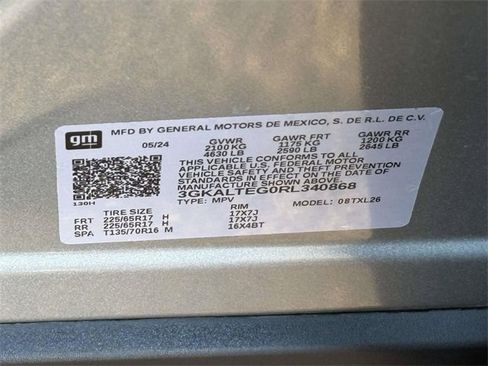 gm
MFD BY GENERAL MOTORS DE MEXICO, S. DE R.L. DE C.V.
05/24 GVWR GAWR FRT GAWR RR
2100 KG 1175 KG 1200 KG
4630 LB 2590 LB 2645 LB
THIS VEHICLE CONFORMS TO ALL
APPLICABLE U.S. FEDERAL MOTOR
VEHICLE SAFETY AND THEFT PREVENTION
STANDARDS IN EFFECT ON THE DATE OF
MANUFACTURE SHOWN ABOVE.
3GKALTEG0RL340868
130H TYPE: MPV MODEL: 08TXL26
TIRE SIZE RIM
FRT 225/65R17 H 17X7J
RR 225/65R17 H 17X7J
SPA T135/70R16 M 16X4BT